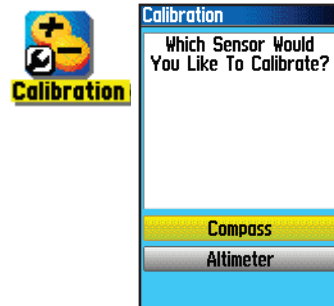 Calibration
Calibration
Which Sensor Would
You Like To Calibrate?
Compass
Altimeter